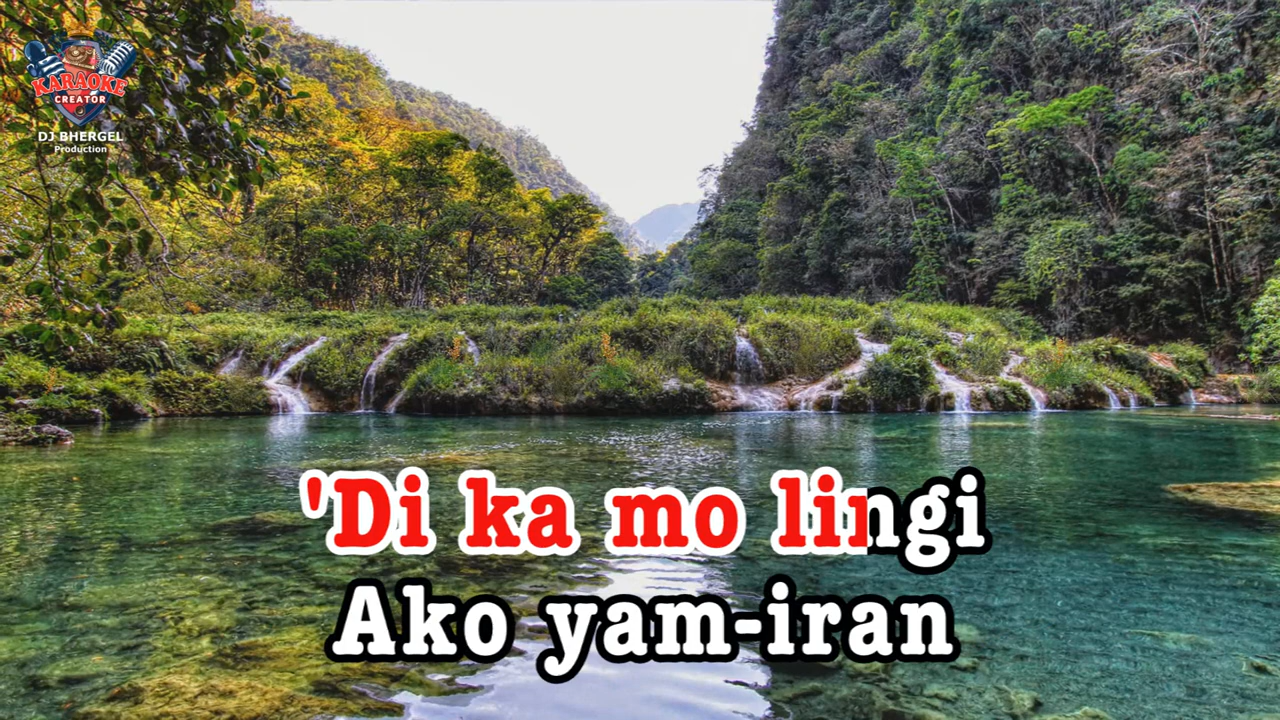 KARAOKE
CREATOR
DJ BHERGEL
Production
'Di ka mo lingi
Ako yam-iran